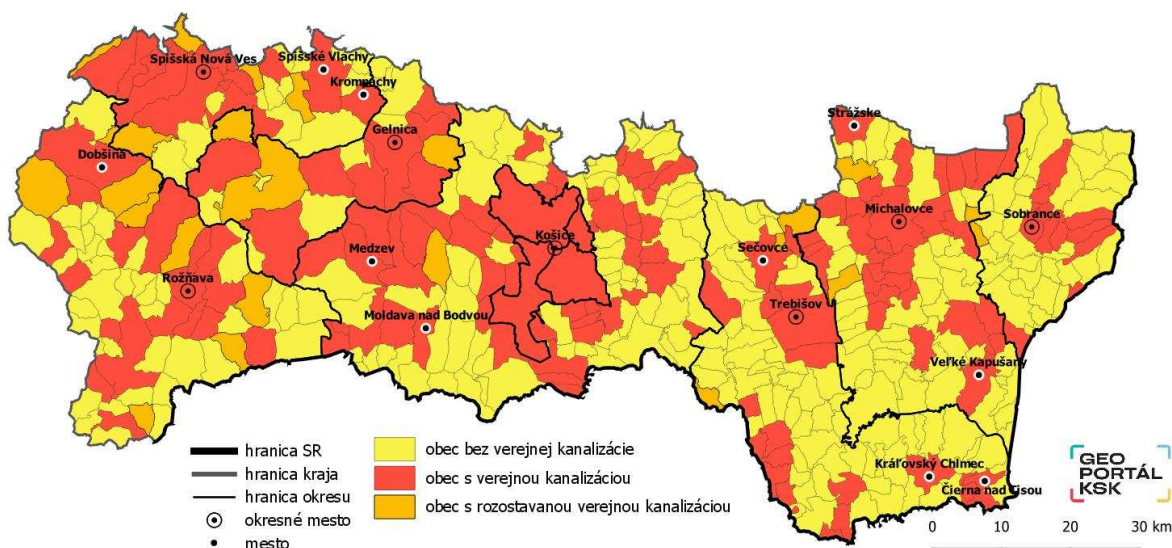 Spišská Nová Ves
Spišské Vlachy
Krompachy
Gelnica
Dobšiná
Strážske
Michalovce
Sobrance
Košice
Medzev
Sečovce
Rožňava
Trebišov
Moldava nad Bodvou
Veľké Kapušany
Kráľovský Chlmec
Čierna nad Tisou
hranica SR
hranica kraja
hranica okresu
okresné mesto
mesto
obec bez verejnej kanalizácie
obec s verejnou kanalizáciou
obec s rozostavanou verejnou kanalizáciou
GEO
PORTÁL
KSK
0 10 20 30 km